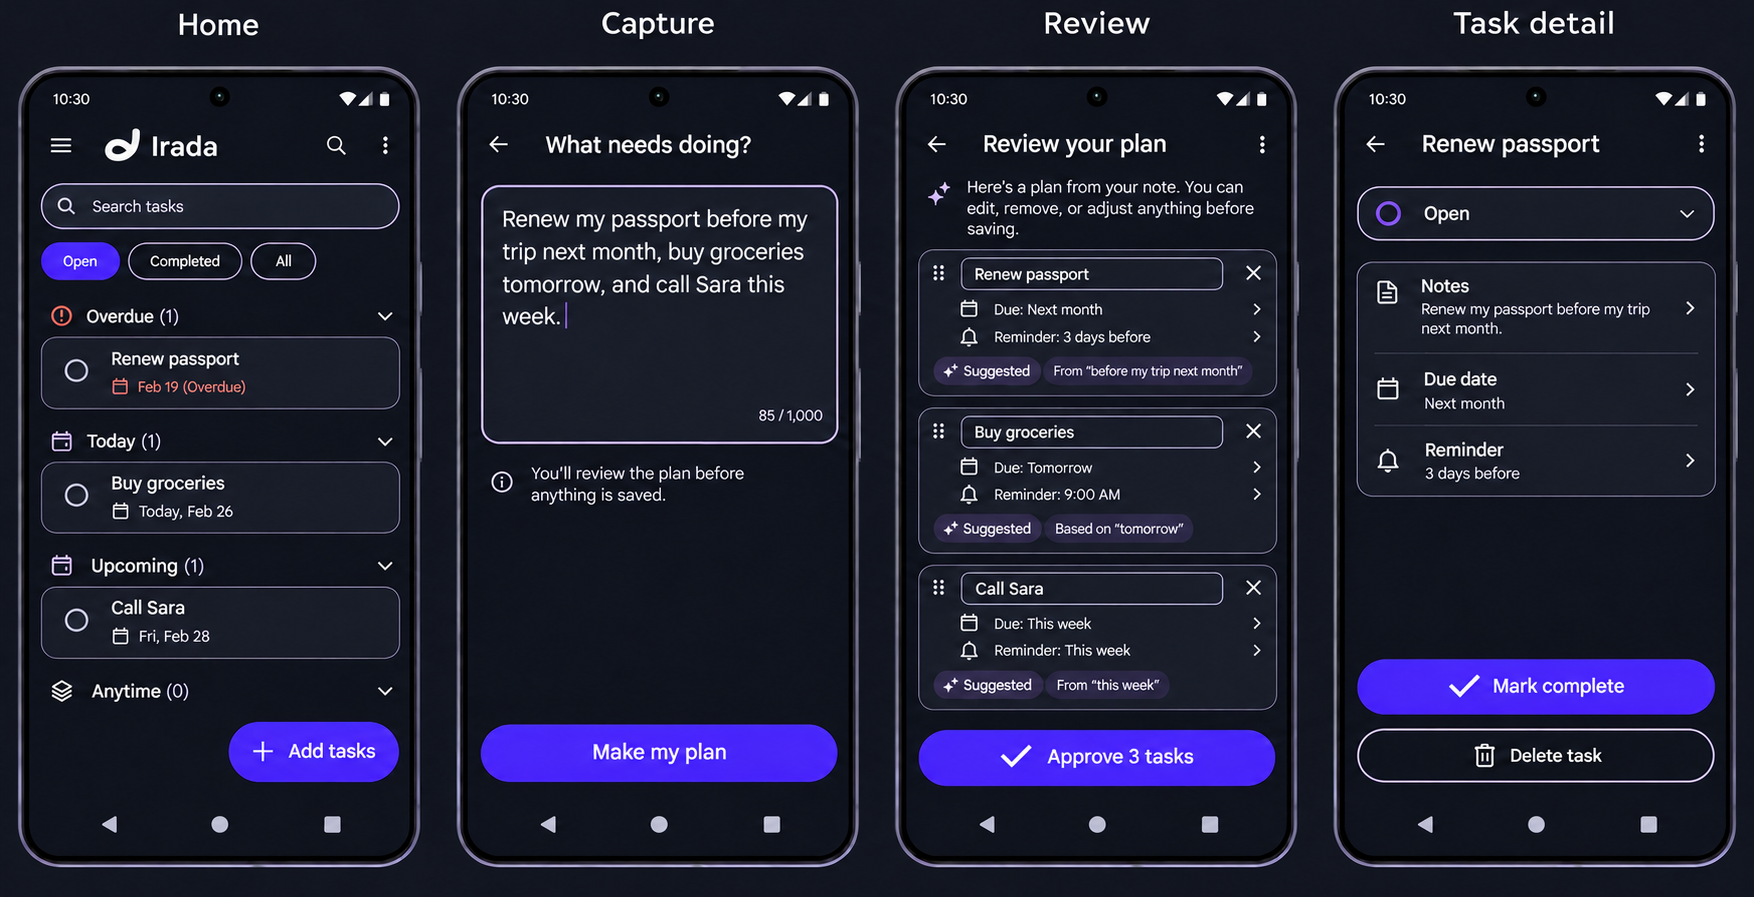 Home
10:30
Irada
Search tasks
Open
Completed
All
Overdue (1)
Renew passport
Feb 19 (Overdue)
Today (1)
Buy groceries
Today, Feb 26
Upcoming (1)
Call Sara
Fri, Feb 28
Anytime (0)
Add tasks
Capture
10:30
What needs doing?
Renew my passport before my
trip next month, buy groceries
tomorrow, and call Sara this
week.
85 / 1,000
You'll review the plan before
anything is saved.
Make my plan
Review
10:30
Review your plan
Here's a plan from your note. You can
edit, remove, or adjust anything before
saving.
Renew passport
Due: Next month
Reminder: 3 days before
Suggested
From “before my trip next month”
Buy groceries
Due: Tomorrow
Reminder: 9:00 AM
Suggested
Based on “tomorrow”
Call Sara
Due: This week
Reminder: This week
Suggested
From “this week”
Approve 3 tasks
Task detail
10:30
Renew passport
Open
Notes
Renew my passport before my trip
next month.
Due date
Next month
Reminder
3 days before
Mark complete
Delete task